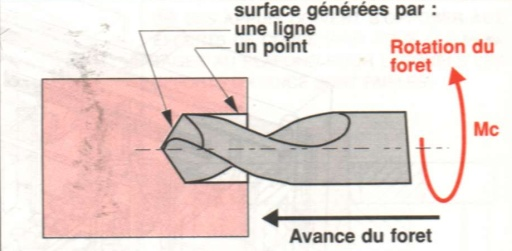 surface générées par :
une ligne
un point
Rotation du
foret
Mc
Avance du foret